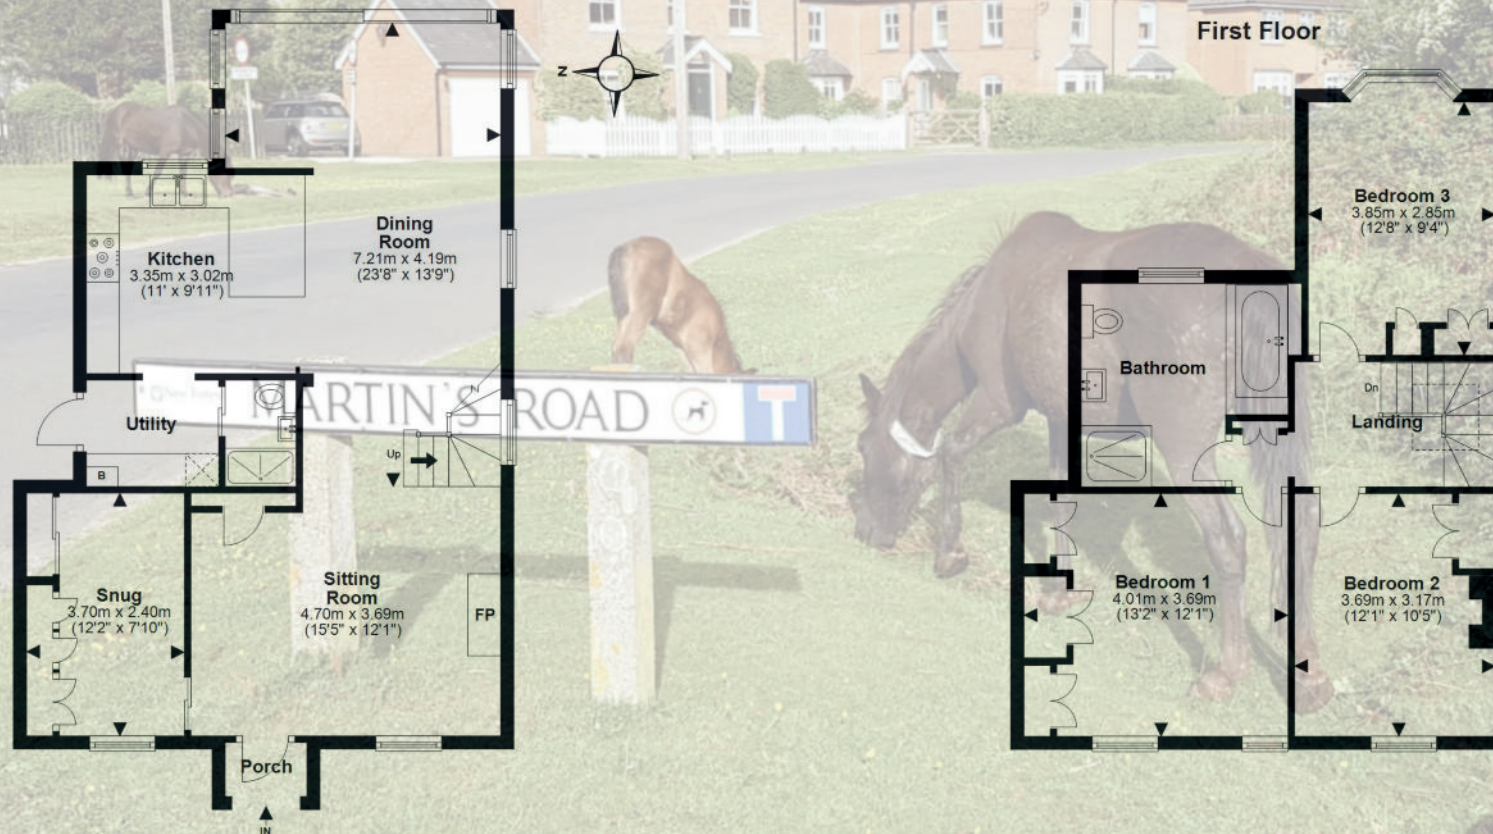 First Floor
N
Kitchen
3.35m x 3.02m
(11' x 9'11")
Dining
Room
7.21m x 4.19m
(23'8" x 13'9")
Utility
B
Up
Snug
3.70m x 2.40m
(12'2" x 7'10")
Sitting
Room
4.70m x 3.69m
(15'5" x 12'1")
FP
Porch
IN
MARTIN'S ROAD
Bedroom 3
3.85m x 2.85m
(12'8" x 9'4")
Bathroom
Dn
Landing
Bedroom 1
4.01m x 3.69m
(13'2" x 12'1")
Bedroom 2
3.69m x 3.17m
(12'1" x 10'5")